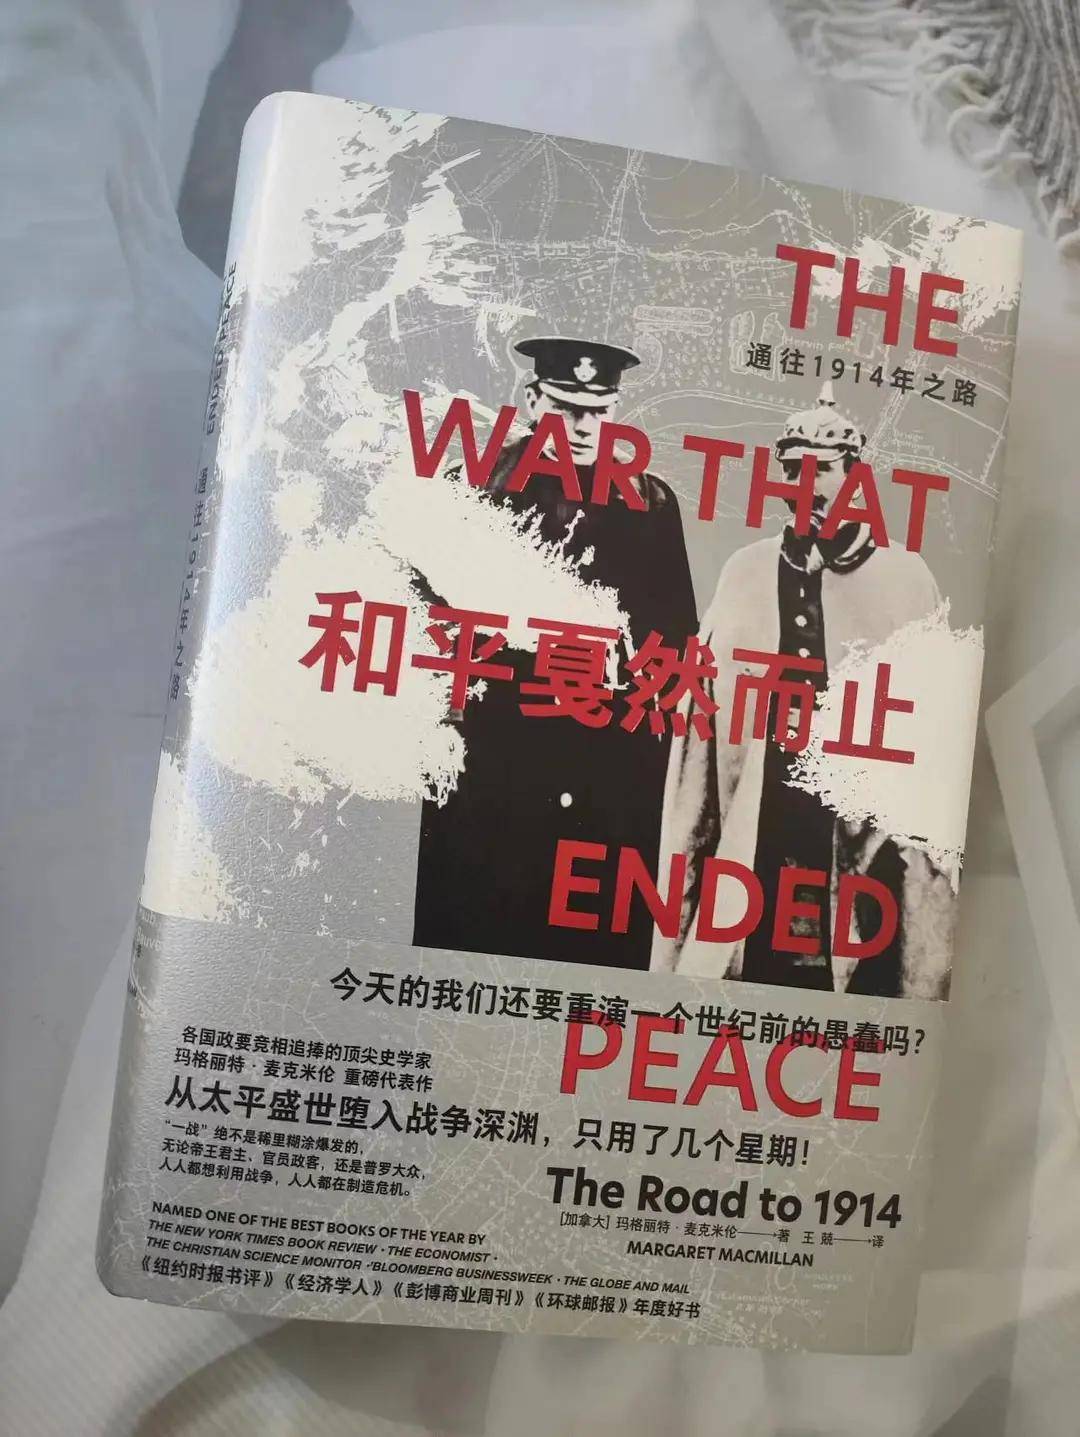 THE
通往1914年之路
WAR THAT
和平戛然而止
ENDED
今天的我们还要重演一个世纪前的愚蠢吗？
PEACE
各国政要竞相追捧的顶尖史学家
玛格丽特·麦克米伦 重磅代表作
从太平盛世堕入战争深渊，只用了几个星期！
“一战”绝不是稀里糊涂爆发的，
无论帝王君主、官员政客，还是普罗大众，
人人都想利用战争，人人都在制造危机。
The Road to 1914
[加拿大] 玛格丽特·麦克米伦——→著 王兢——→译
MARGARET MACMILLAN
NAMED ONE OF THE BEST BOOKS OF THE YEAR BY
THE NEW YORK TIMES BOOK REVIEW · THE ECONOMIST ·
THE CHRISTIAN SCIENCE MONITOR · BLOOMBERG BUSINESSWEEK · THE GLOBE AND MAIL
《纽约时报书评》《经济学人》《彭博商业周刊》《环球邮报》年度好书
ENDED PEACE
通往1914年之路